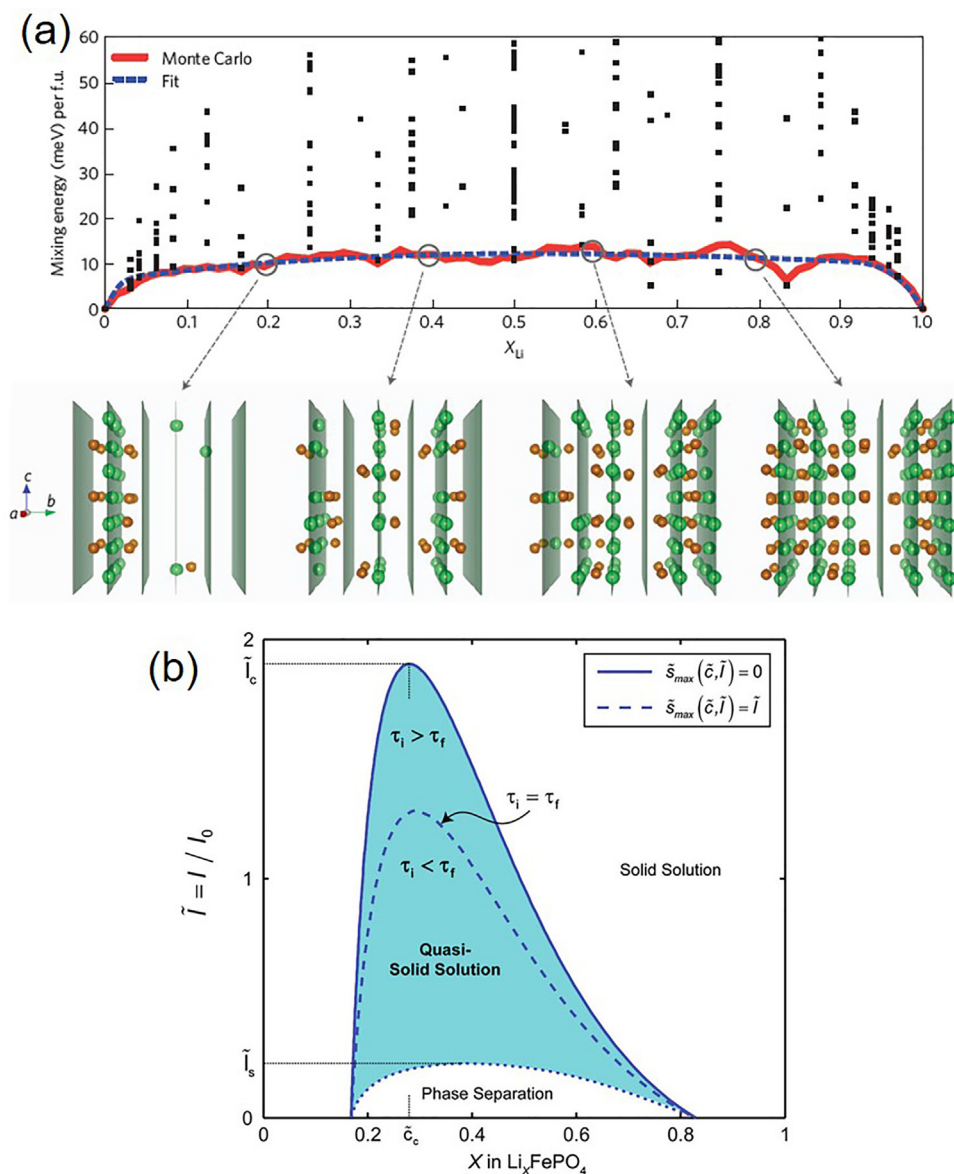 (a)
Mixing energy (meV) per f.u.
60
50
40
30
20
10
0
Monte Carlo
Fit
0 0.1 0.2 0.3 0.4 0.5 0.6 0.7 0.8 0.9 1.0
X_Li
c
a b
(b)
Ĩ = I / I₀
2
Ĩ_c
1
Ĩ_s
0
s̃_max(c̃,Ĩ) = 0
s̃_max(c̃,Ĩ) = Ĩ
τ_i > τ_f
τ_i = τ_f
τ_i < τ_f
Solid Solution
Quasi-
Solid Solution
Phase Separation
c̃_c
0 0.2 0.4 0.6 0.8 1
X in Li_XFePO₄